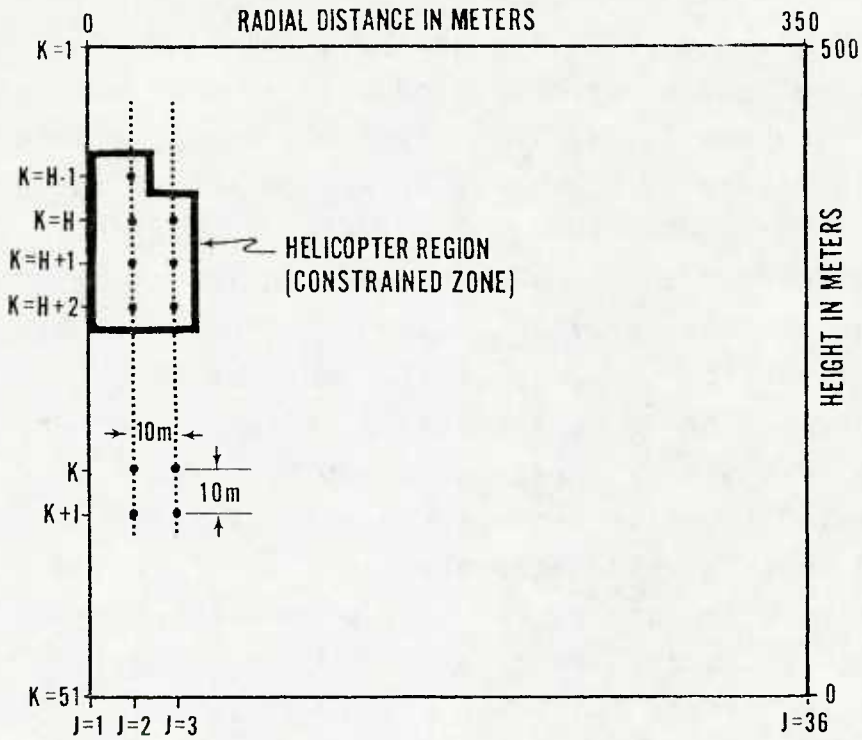 0 RADIAL DISTANCE IN METERS 350
K=1 500
K=H-1
K=H
K=H+1
K=H+2
HELICOPTER REGION
(CONSTRAINED ZONE)
HEIGHT IN METERS
10m
K
10m
K+1
K=51 0
J=1 J=2 J=3 J=36